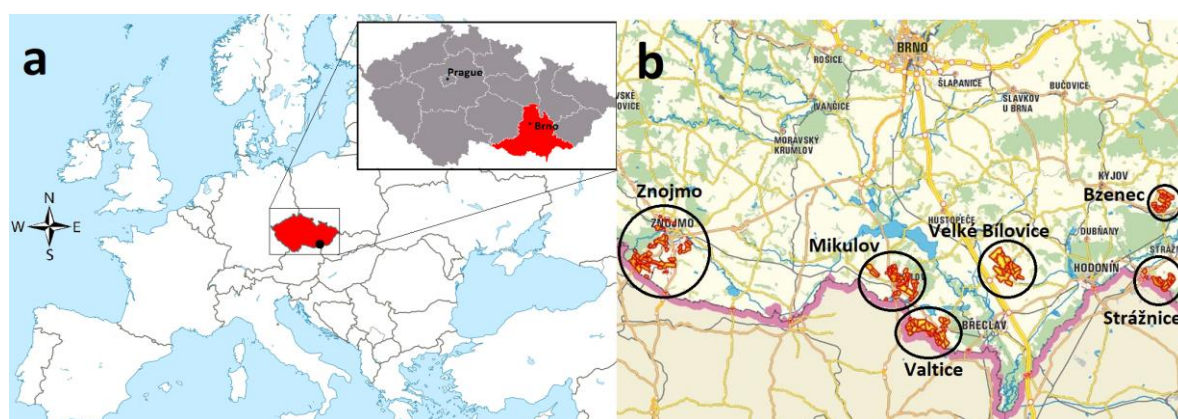 a
Prague
Brno
N
W
E
S
b
BRNO
ROSICE
ŠLAPANICE
BUČOVICE
IVANČICE
SLAVKOV
U BRNA
MORAVSKÝ
KRUMLOV
KYJOV
Bzenec
Znojmo
ZNOJMO
HUSTOPEČE
Velké Bílovice
DUBŇANY
Mikulov
HODONÍN
Strážnice
BŘECLAV
Valtice